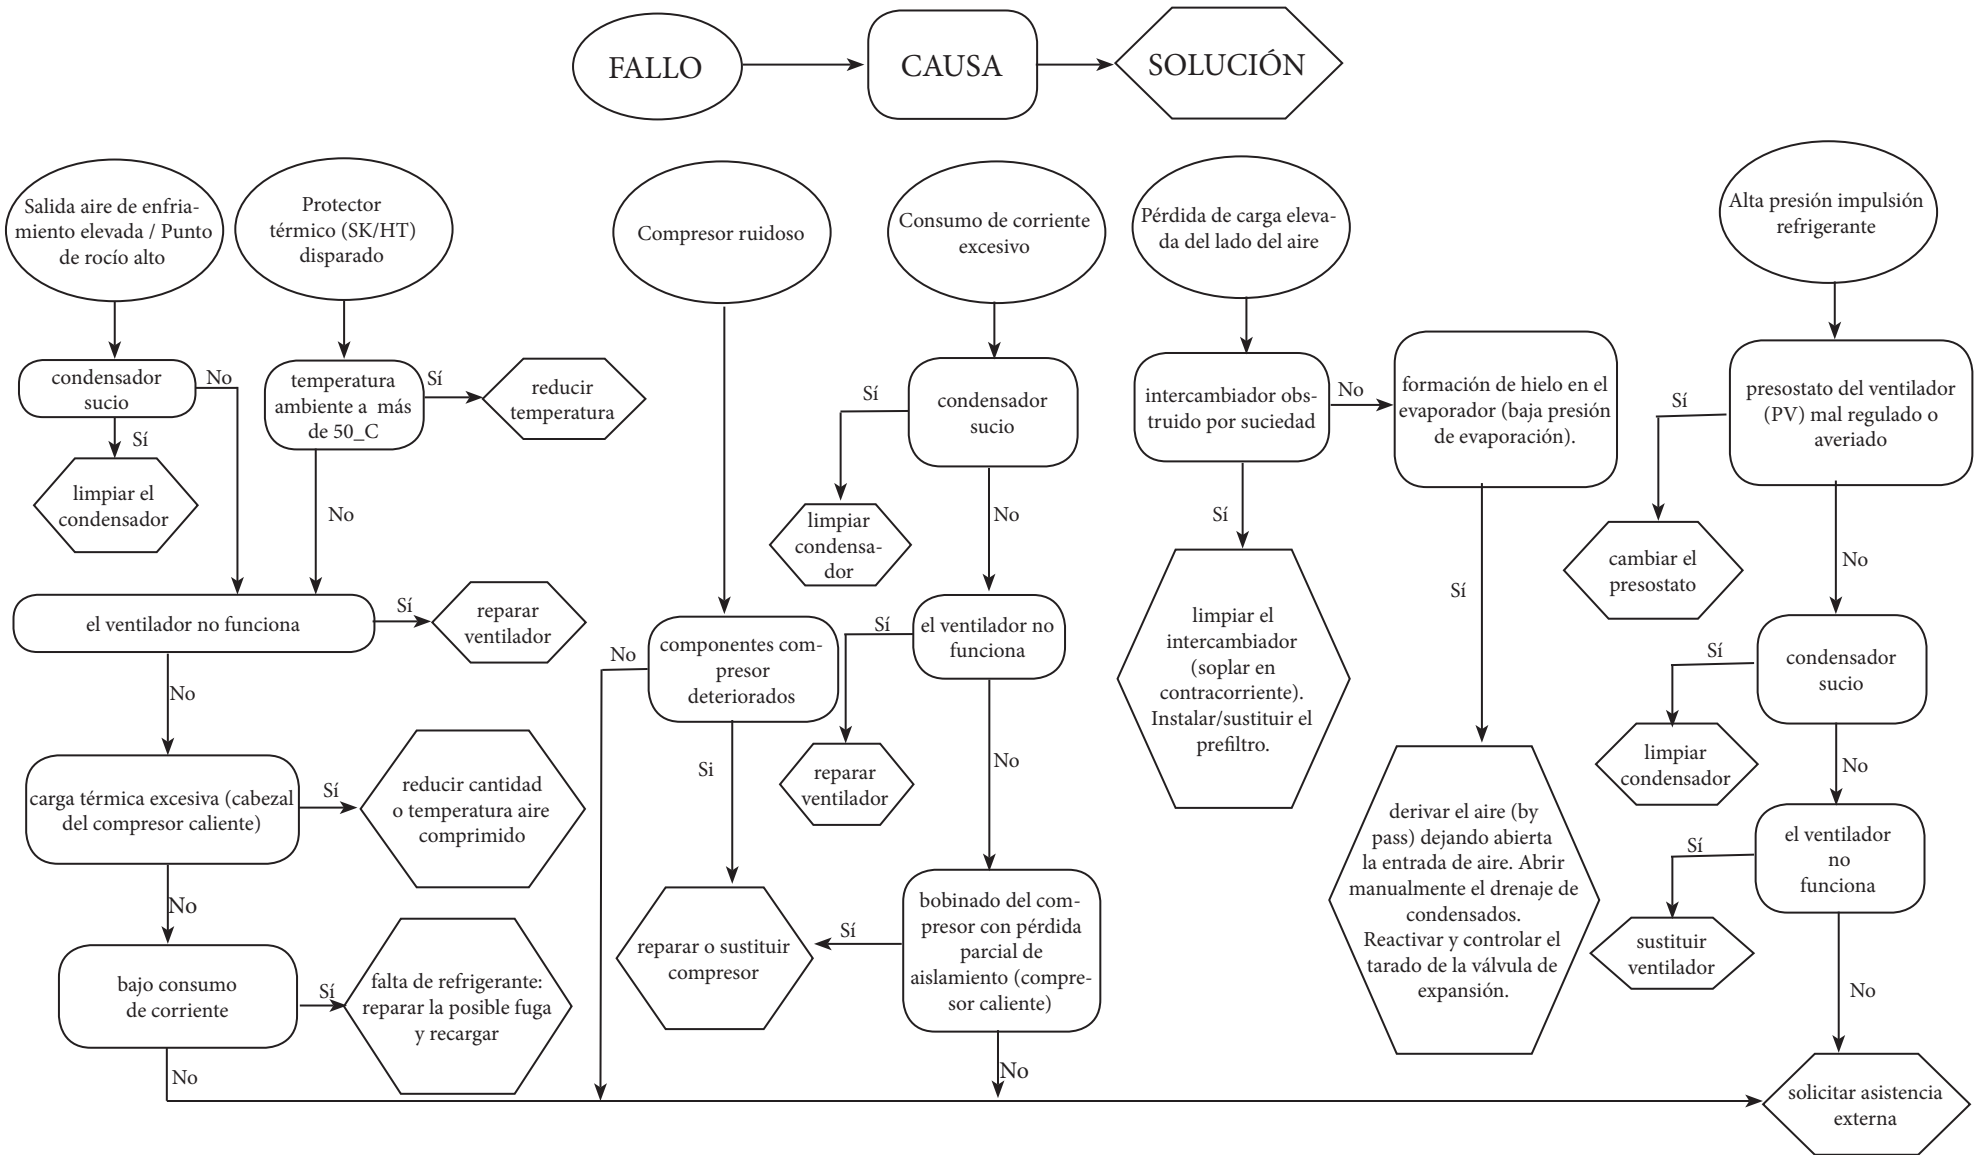 FALLO
CAUSA
SOLUCIÓN
Salida aire de enfria-
miento elevada / Punto
de rocío alto
Protector
térmico (SK/HT)
disparado
Compresor ruidoso
Consumo de corriente
excesivo
Pérdida de carga eleva-
da del lado del aire
Alta presión impulsión
refrigerante
condensador
sucio
No
Sí
limpiar el
condensador
temperatura
ambiente a más
de 50_C
Sí
reducir
temperatura
No
el ventilador no funciona
Sí
reparar
ventilador
No
carga térmica excesiva (cabezal
del compresor caliente)
Sí
reducir cantidad
o temperatura aire
comprimido
No
bajo consumo
de corriente
Sí
falta de refrigerante:
reparar la posible fuga
y recargar
No
componentes com-
presor
deteriorados
No
Si
reparar o sustituir
compresor
condensador
sucio
Sí
limpiar
condensa-
dor
No
el ventilador no
funciona
Sí
reparar
ventilador
No
bobinado del com-
presor con pérdida
parcial de
aislamiento (compre-
sor caliente)
Sí
No
intercambiador obs-
truido por suciedad
No
Sí
limpiar el
intercambiador
(soplar en
contracorriente).
Instalar/sustituir el
prefiltro.
formación de hielo en el
evaporador (baja presión
de evaporación).
Sí
derivar el aire (by
pass) dejando abierta
la entrada de aire. Abrir
manualmente el drenaje de
condensados.
Reactivar y controlar el
tarado de la válvula de
expansión.
presostato del ventilador
(PV) mal regulado o
averiado
Sí
cambiar el
presostato
No
condensador
sucio
Sí
limpiar
condensador
No
el ventilador
no
funciona
Sí
sustituir
ventilador
No
solicitar asistencia
externa